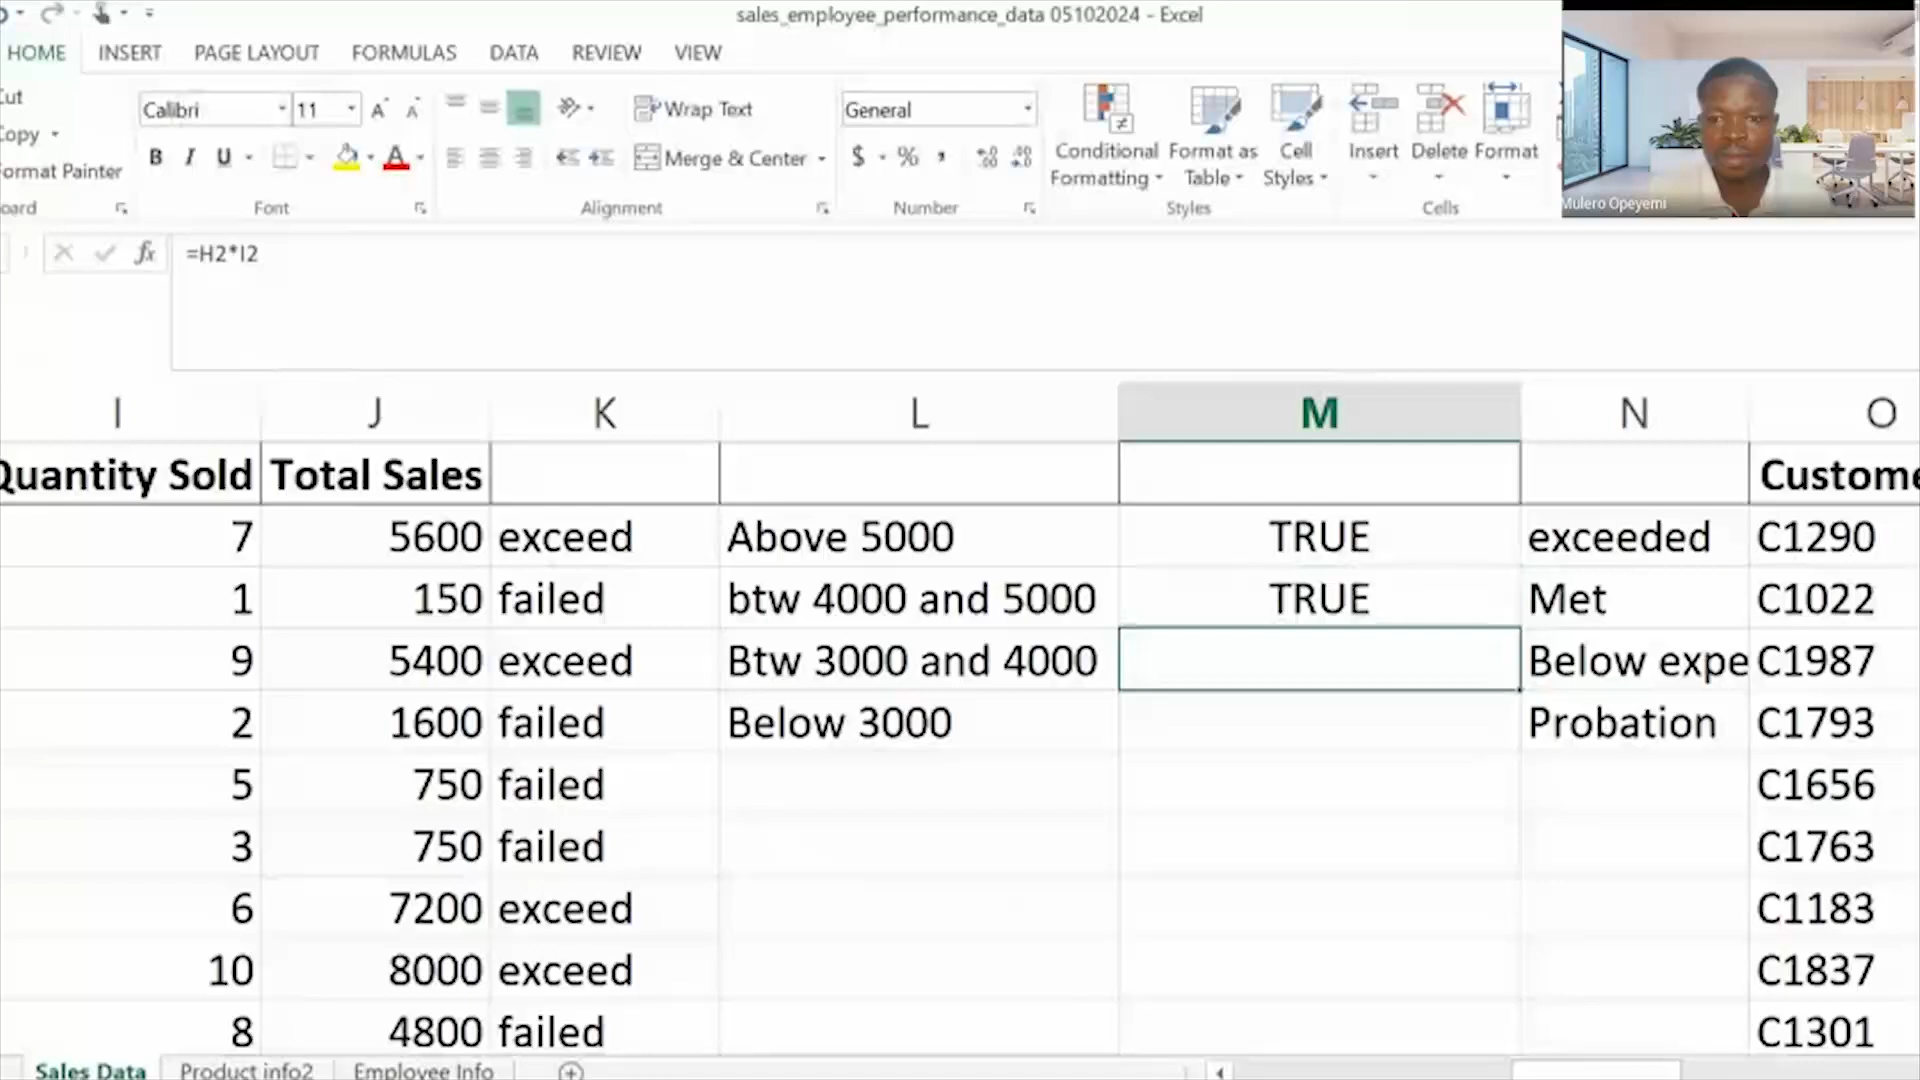 sales_employee_performance_data 05102024 - Excel
HOME INSERT PAGE LAYOUT FORMULAS DATA REVIEW VIEW
Cut
Copy
Format Painter
Calibri 11
B I U
Font
Wrap Text
Merge & Center
Alignment
General
$ %
Number
Conditional Formatting
Format as Table
Cell Styles
Styles
Insert Delete Format
Cells
Mulero Opeyemi
fx =H2*I2
I J K L M N O
Quantity Sold Total Sales Custome
7 5600 exceed Above 5000 TRUE exceeded C1290
1 150 failed btw 4000 and 5000 TRUE Met C1022
9 5400 exceed Btw 3000 and 4000 Below expe C1987
2 1600 failed Below 3000 Probation C1793
5 750 failed C1656
3 750 failed C1763
6 7200 exceed C1183
10 8000 exceed C1837
8 4800 failed C1301
Sales Data Product info2 Employee Info